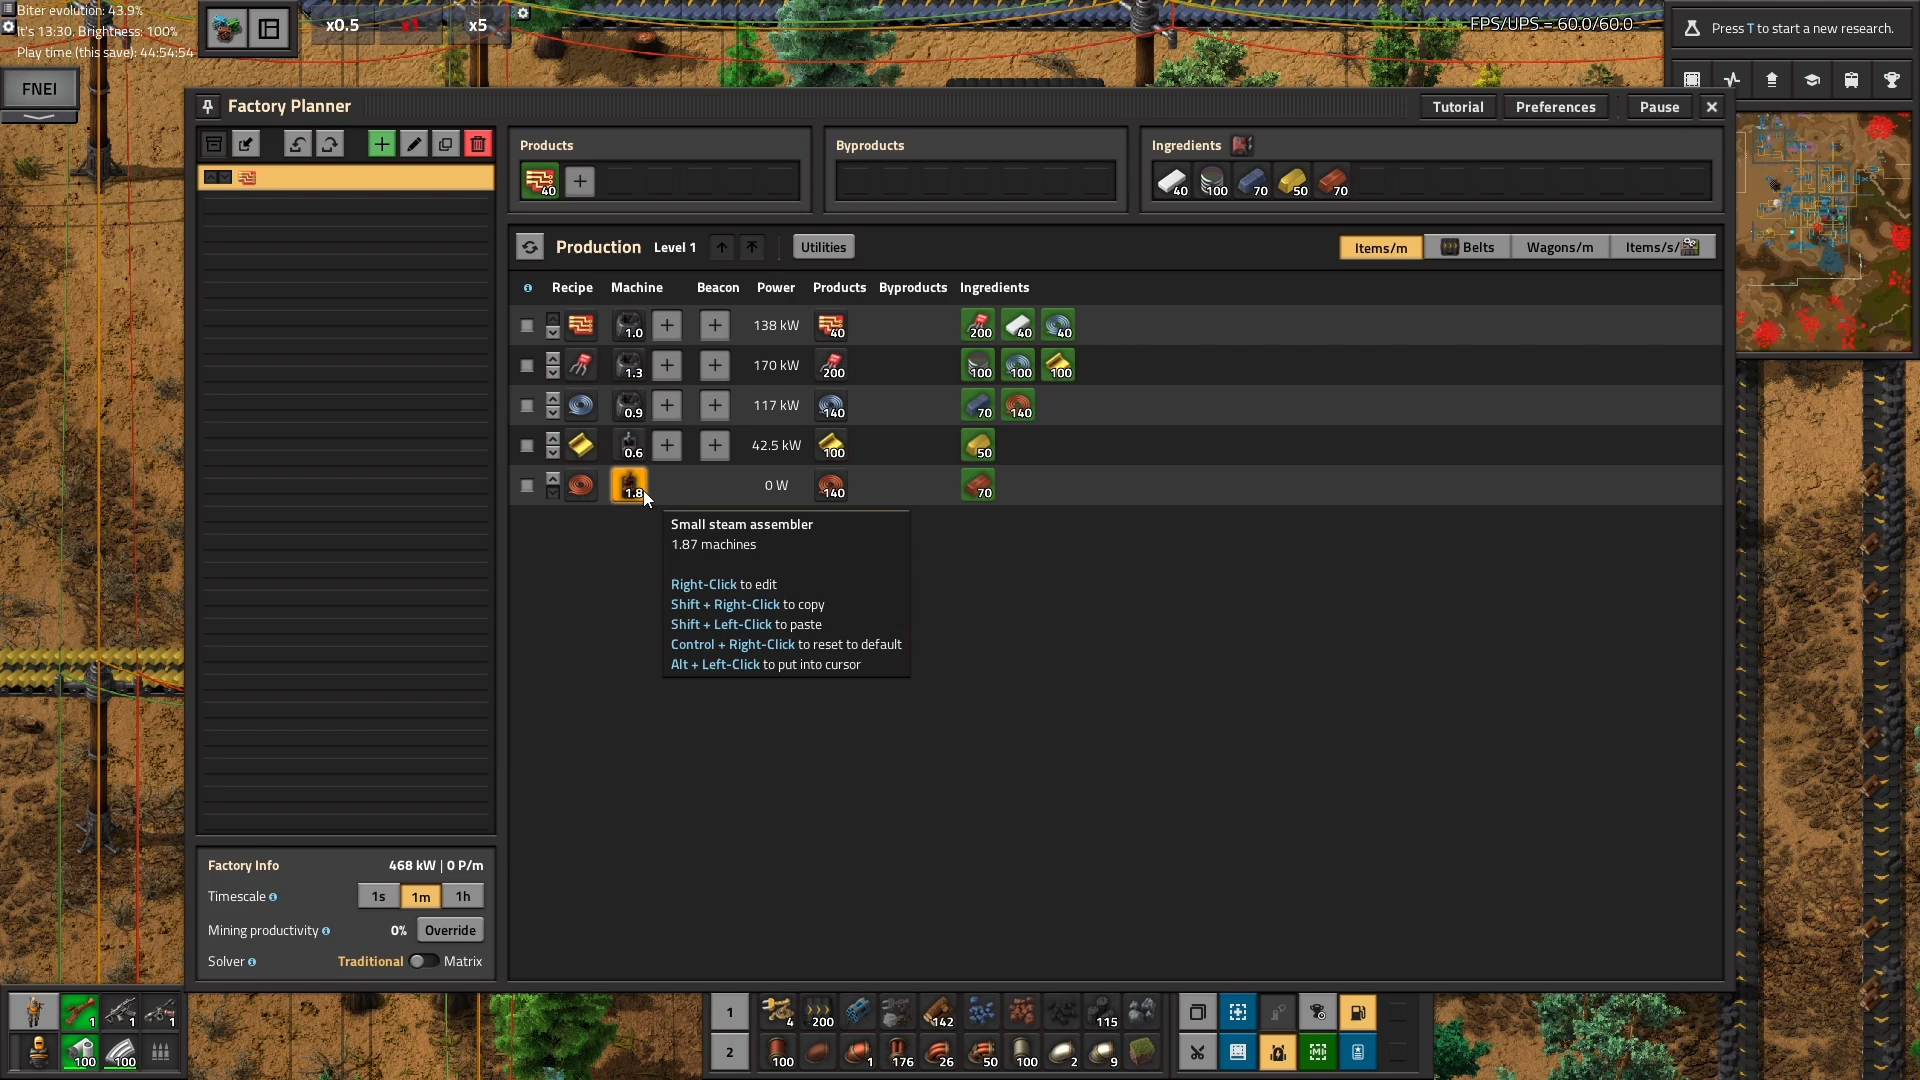 Biter evolution: 43.9%
It's 13:30, Brightness: 100%
Play time (this save): 44:54:54
x0.5 x1 x5
FPS/UPS = 60.0/60.0
Press T to start a new research.
FNEI
Factory Planner
Tutorial Preferences Pause
Products Byproducts Ingredients
40 40 100 70 50 70
Production Level 1 Utilities Items/m Belts Wagons/m Items/s/
Recipe Machine Beacon Power Products Byproducts Ingredients
1.0 138 kW 40 200 40 40
1.3 170 kW 200 100 100 100
0.9 117 kW 140 70 140
0.6 42.5 kW 100 50
1.8 0 W 140 70
Small steam assembler
1.87 machines
Right-Click to edit
Shift + Right-Click to copy
Shift + Left-Click to paste
Control + Right-Click to reset to default
Alt + Left-Click to put into cursor
Factory Info 468 kW | 0 P/m
Timescale 1s 1m 1h
Mining productivity 0% Override
Solver Traditional Matrix
1 1 1 1 4 200 142 115
100 100 2 100 1 176 26 50 100 2 9